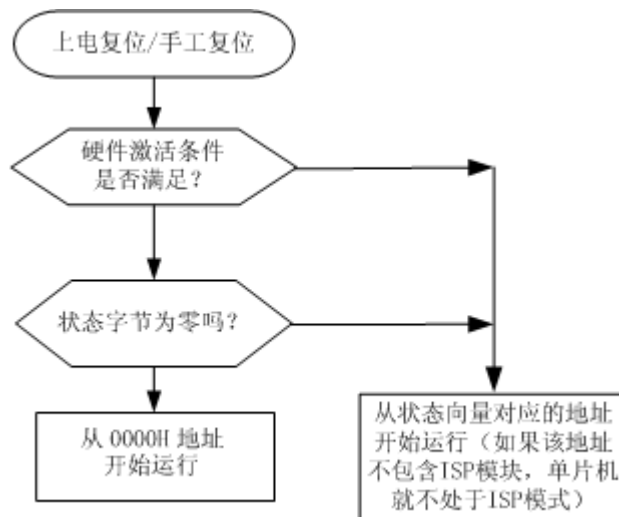 上电复位/手工复位
硬件激活条件
是否满足?
状态字节为零吗?
从 0000H 地址
开始运行
从状态向量对应的地址
开始运行（如果该地址
不包含ISP模块，单片机
就不处于ISP模式）